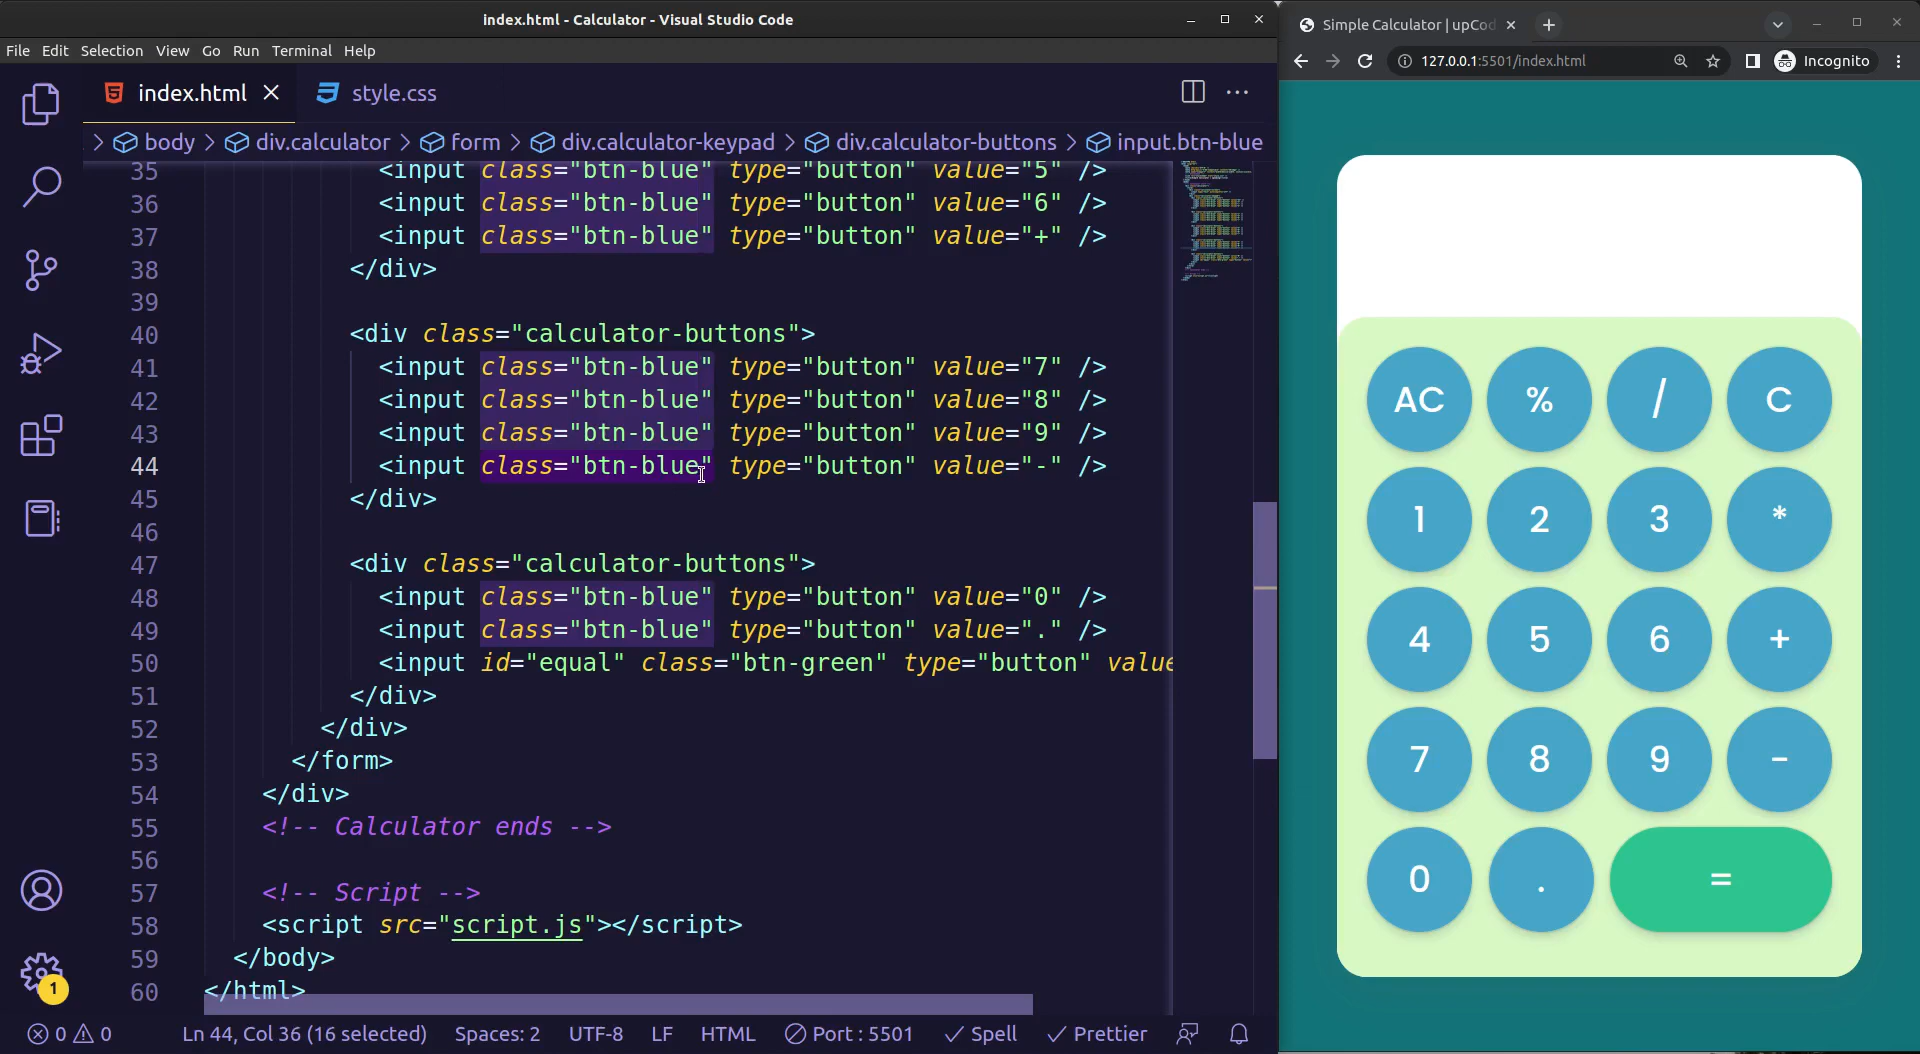 index.html - Calculator - Visual Studio Code
File Edit Selection View Go Run Terminal Help
index.html style.css
body div.calculator form div.calculator-keypad div.calculator-buttons input.btn-blue
35 <input class="btn-blue" type="button" value="5" />
36 <input class="btn-blue" type="button" value="6" />
37 <input class="btn-blue" type="button" value="+" />
38 </div>
39
40 <div class="calculator-buttons">
41 <input class="btn-blue" type="button" value="7" />
42 <input class="btn-blue" type="button" value="8" />
43 <input class="btn-blue" type="button" value="9" />
44 <input class="btn-blue" type="button" value="-" />
45 </div>
46
47 <div class="calculator-buttons">
48 <input class="btn-blue" type="button" value="0" />
49 <input class="btn-blue" type="button" value="." />
50 <input id="equal" class="btn-green" type="button" value
51 </div>
52 </div>
53 </form>
54 </div>
55 <!-- Calculator ends -->
56
57 <!-- Script -->
58 <script src="script.js"></script>
59 </body>
60 </html>
1
0 0 Ln 44, Col 36 (16 selected) Spaces: 2 UTF-8 LF HTML Port : 5501 Spell Prettier
Simple Calculator | upCod
127.0.0.1:5501/index.html Incognito
AC % / C
1 2 3 *
4 5 6 +
7 8 9 -
0 . =